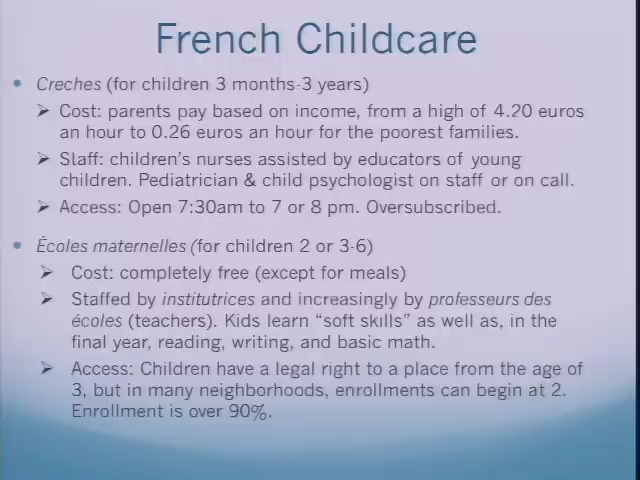 French Childcare
• Creches (for children 3 months-3 years)
➢ Cost: parents pay based on income, from a high of 4.20 euros
an hour to 0.26 euros an hour for the poorest families.
➢ Staff: children's nurses assisted by educators of young
children. Pediatrician & child psychologist on staff or on call.
➢ Access: Open 7:30am to 7 or 8 pm. Oversubscribed.
• Écoles maternelles (for children 2 or 3-6)
➢ Cost: completely free (except for meals)
➢ Staffed by institutrices and increasingly by professeurs des
écoles (teachers). Kids learn "soft skills" as well as, in the
final year, reading, writing, and basic math.
➢ Access: Children have a legal right to a place from the age of
3, but in many neighborhoods, enrollments can begin at 2.
Enrollment is over 90%.